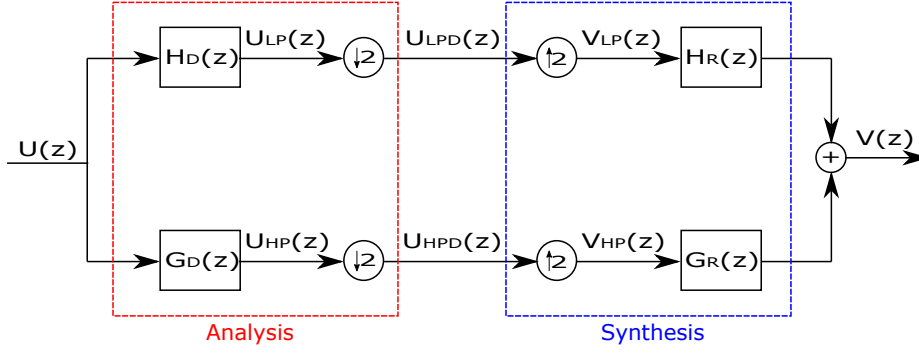 HD(z) ULP(z) ↓2 ULPD(z) ↑2 VLP(z) HR(z)
U(z) + V(z)
GD(z) UHP(z) ↓2 UHPD(z) ↑2 VHP(z) GR(z)
Analysis Synthesis